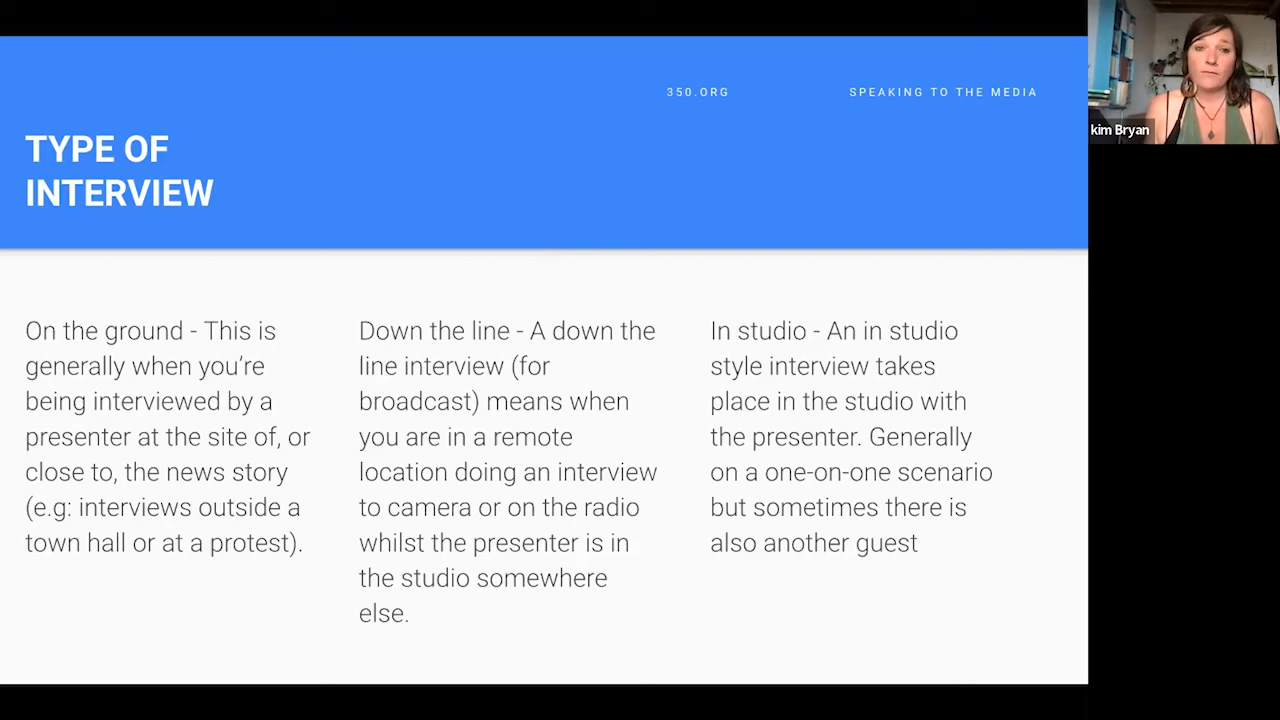 350.ORG
SPEAKING TO THE MEDIA
TYPE OF
INTERVIEW
On the ground - This is
generally when you’re
being interviewed by a
presenter at the site of, or
close to, the news story
(e.g: interviews outside a
town hall or at a protest).
Down the line - A down the
line interview (for
broadcast) means when
you are in a remote
location doing an interview
to camera or on the radio
whilst the presenter is in
the studio somewhere
else.
In studio - An in studio
style interview takes
place in the studio with
the presenter. Generally
on a one-on-one scenario
but sometimes there is
also another guest
kim Bryan